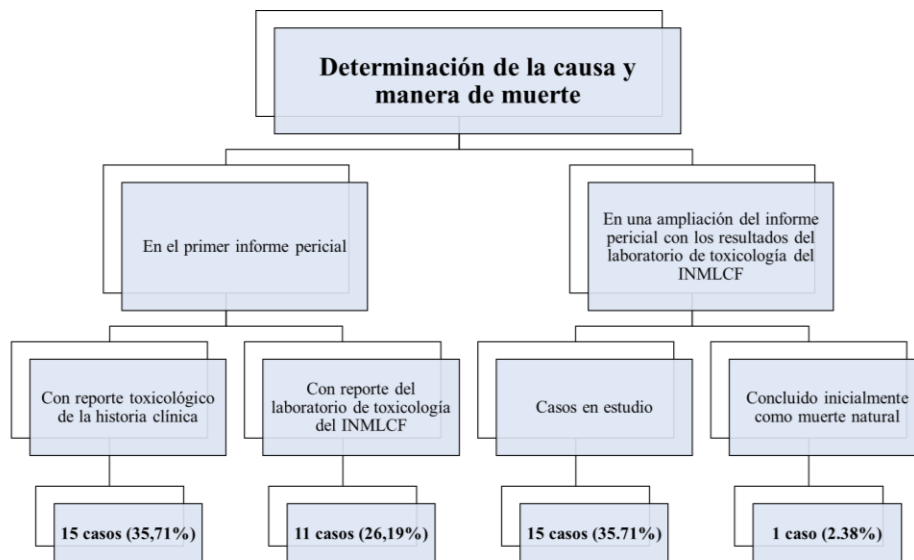 Determinación de la causa y
manera de muerte
En el primer informe pericial
En una ampliación del informe
pericial con los resultados del
laboratorio de toxicología del
INMLCF
Con reporte toxicológico
de la historia clínica
Con reporte del
laboratorio de toxicología
del INMLCF
Casos en estudio
Concluido inicialmente
como muerte natural
15 casos (35,71%)
11 casos (26,19%)
15 casos (35.71%)
1 caso (2.38%)